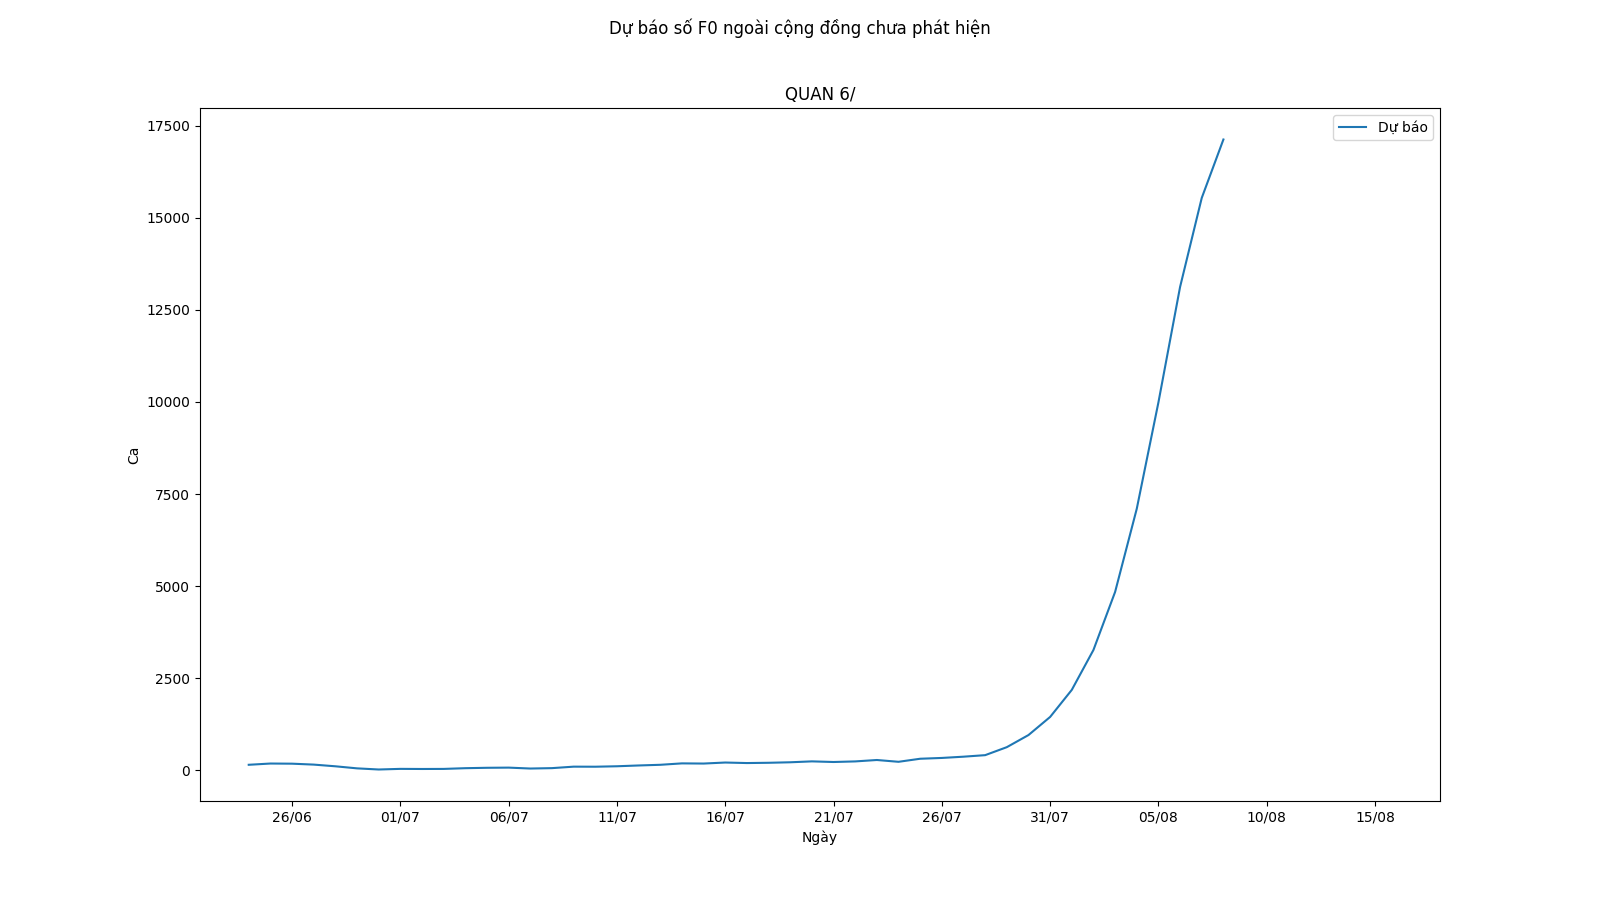 Dự báo số F0 ngoài cộng đồng chưa phát hiện
QUAN 6/
Dự báo
17500
15000
12500
10000
7500
5000
2500
0
Ca
26/06 01/07 06/07 11/07 16/07 21/07 26/07 31/07 05/08 10/08 15/08
Ngày